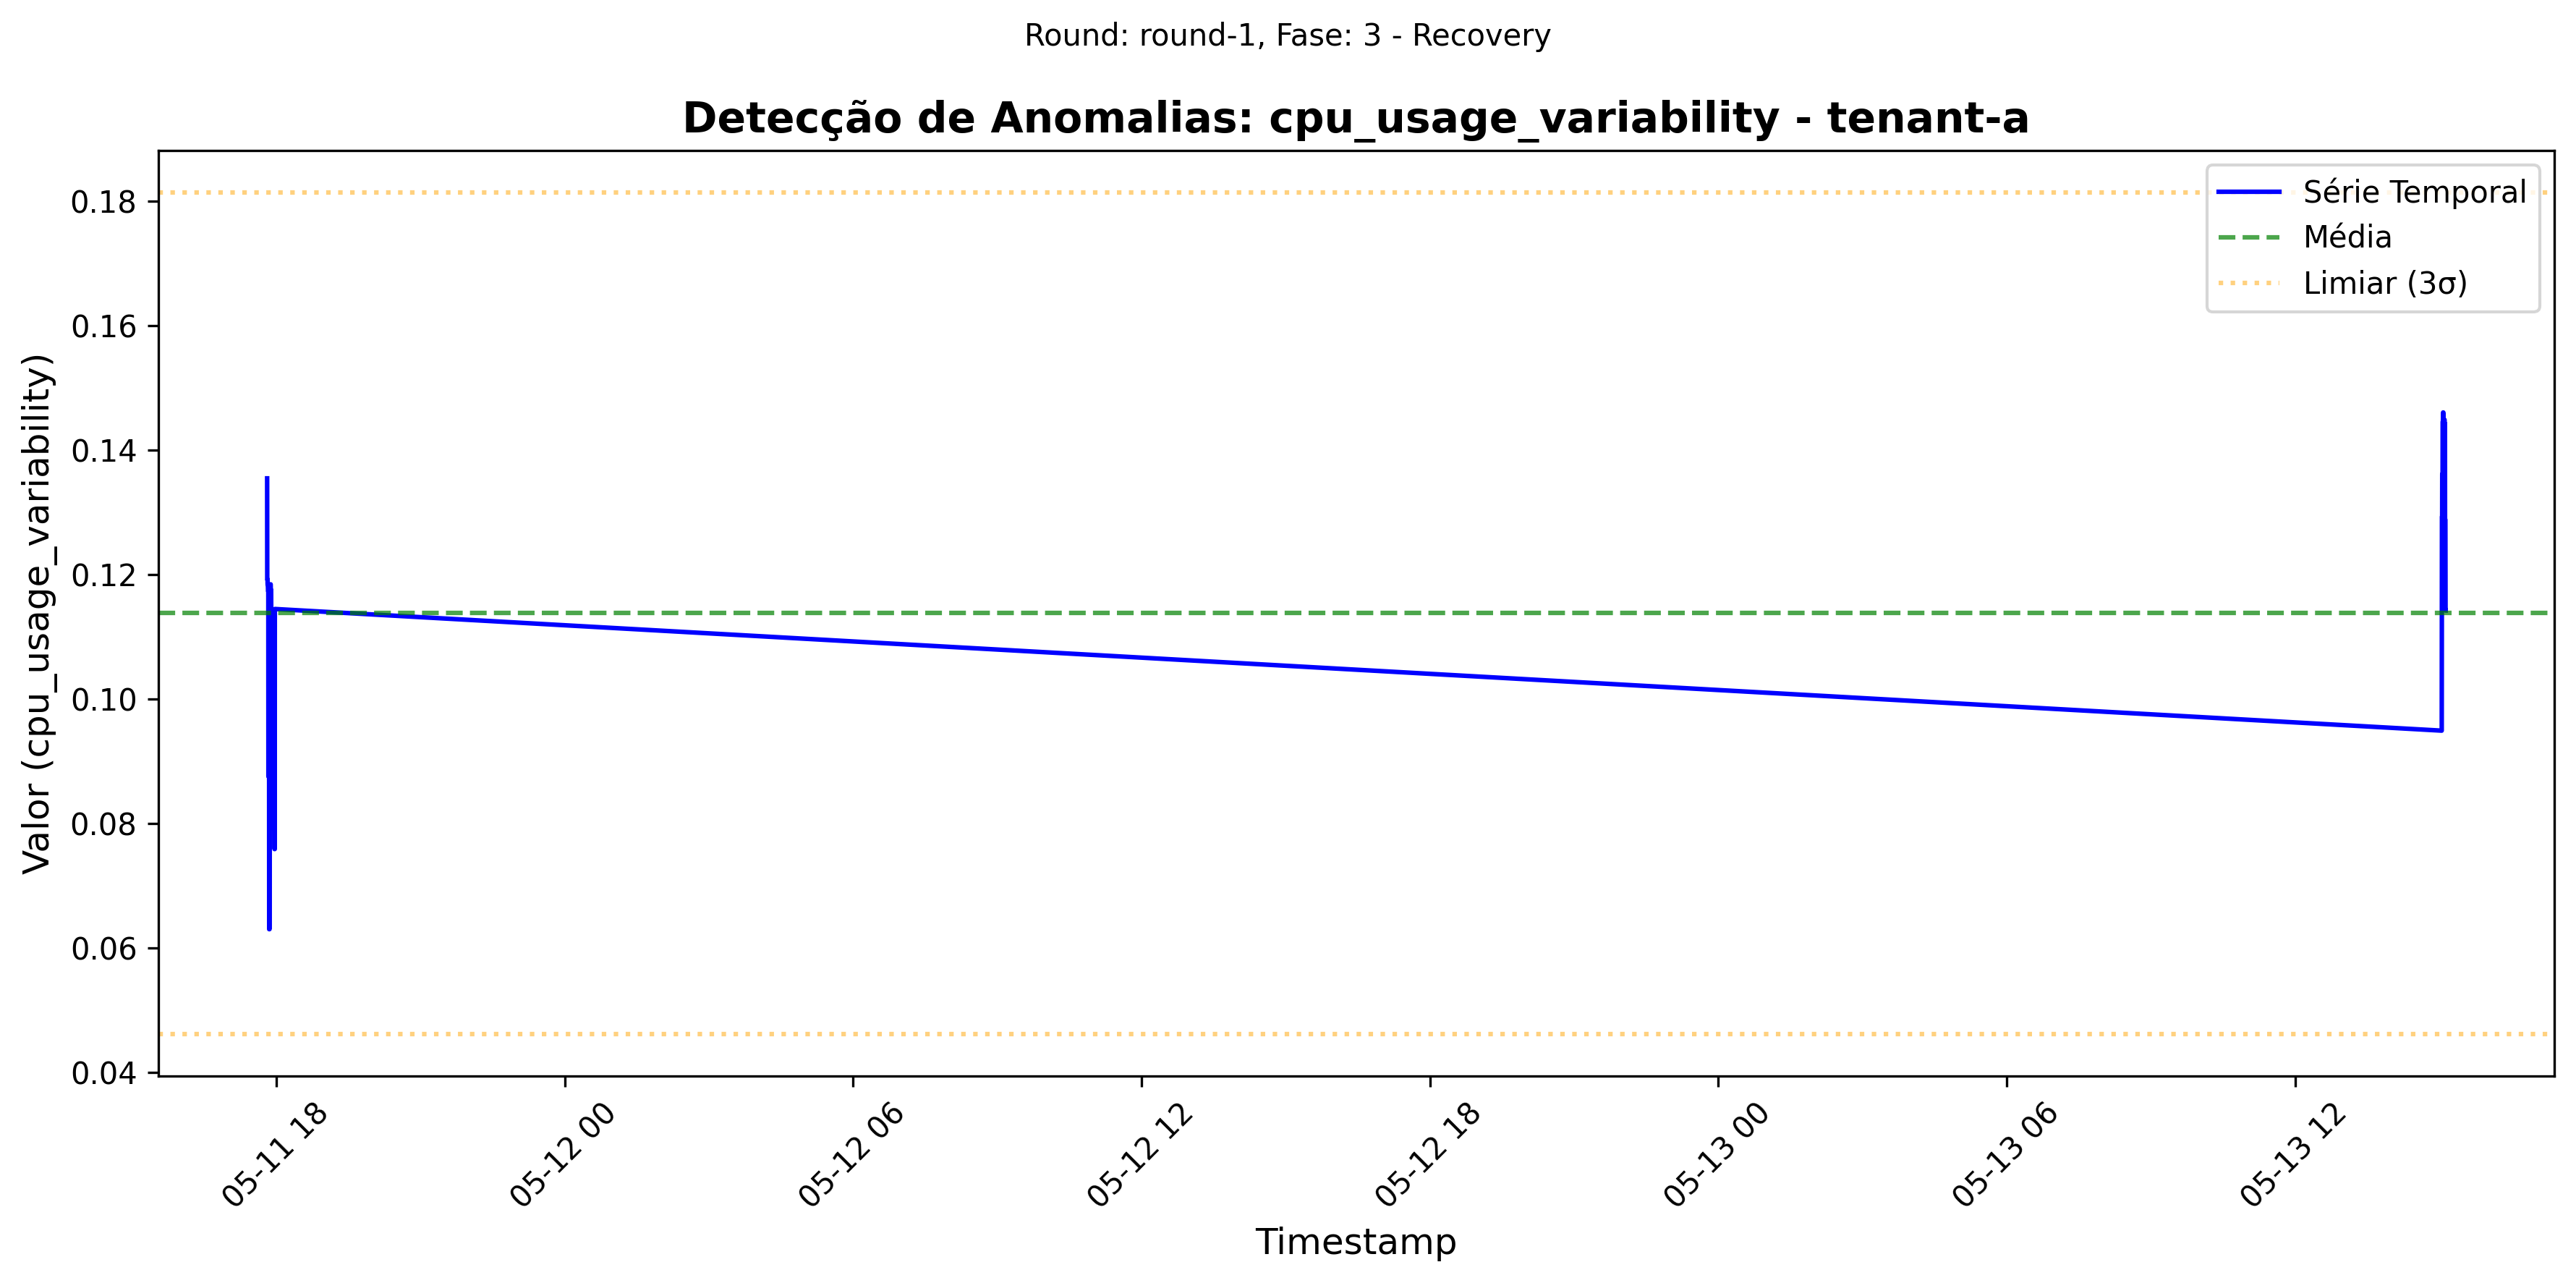 Round: round-1, Fase: 3 - Recovery
Detecção de Anomalias: cpu_usage_variability - tenant-a
Série Temporal
Média
Limiar (3σ)
Valor (cpu_usage_variability)
0.18
0.16
0.14
0.12
0.10
0.08
0.06
0.04
05-11 18
05-12 00
05-12 06
05-12 12
05-12 18
05-13 00
05-13 06
05-13 12
Timestamp